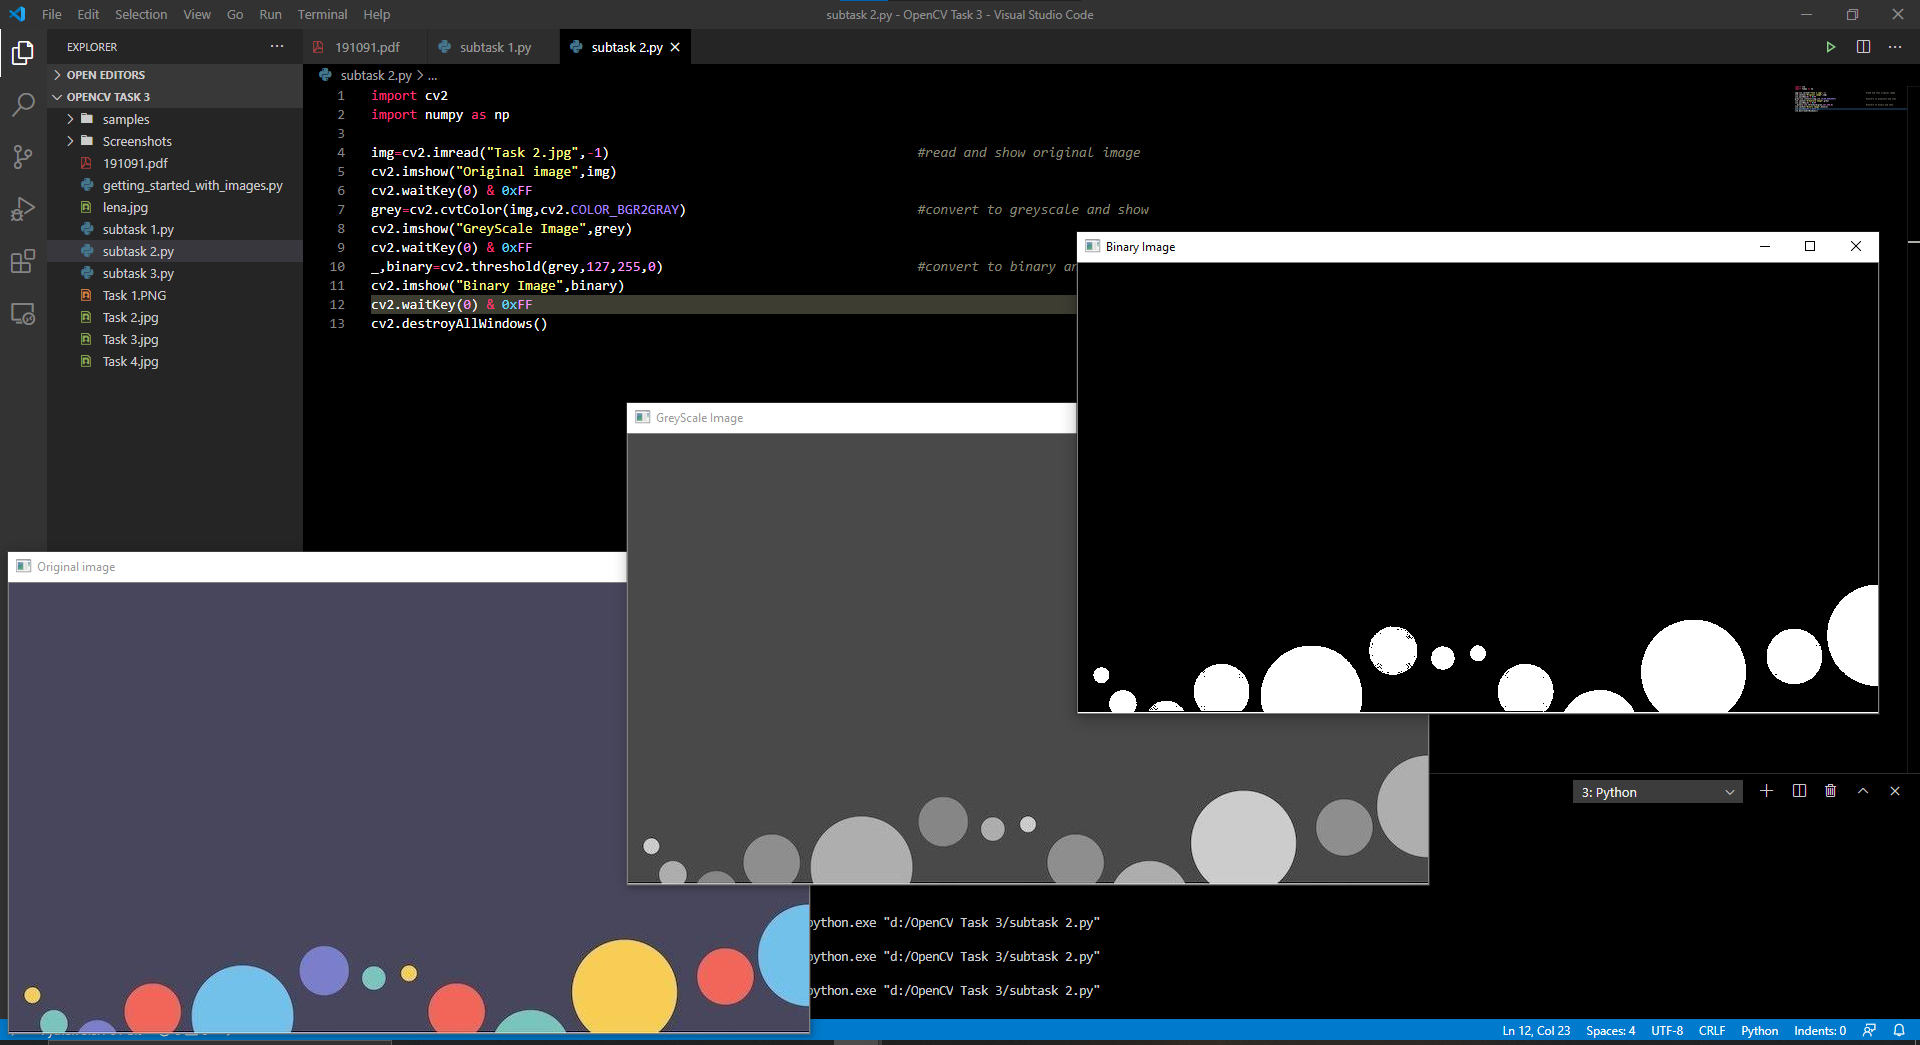 File Edit Selection View Go Run Terminal Help
subtask 2.py - OpenCV Task 3 - Visual Studio Code
EXPLORER
191091.pdf
subtask 1.py
subtask 2.py
OPEN EDITORS
OPENCV TASK 3
samples
Screenshots
191091.pdf
getting_started_with_images.py
lena.jpg
subtask 1.py
subtask 2.py
subtask 3.py
Task 1.PNG
Task 2.jpg
Task 3.jpg
Task 4.jpg
subtask 2.py > ...
1 import cv2
2 import numpy as np
3
4 img=cv2.imread("Task 2.jpg",-1) #read and show original image
5 cv2.imshow("Original image",img)
6 cv2.waitKey(0) & 0xFF
7 grey=cv2.cvtColor(img,cv2.COLOR_BGR2GRAY) #convert to greyscale and show
8 cv2.imshow("GreyScale Image",grey)
9 cv2.waitKey(0) & 0xFF
10 _,binary=cv2.threshold(grey,127,255,0) #convert to binary an
11 cv2.imshow("Binary Image",binary)
12 cv2.waitKey(0) & 0xFF
13 cv2.destroyAllWindows()
Binary Image
GreyScale Image
Original image
3: Python
python.exe "d:/OpenCV Task 3/subtask 2.py"
python.exe "d:/OpenCV Task 3/subtask 2.py"
python.exe "d:/OpenCV Task 3/subtask 2.py"
Ln 12, Col 23 Spaces: 4 UTF-8 CRLF Python Indents: 0